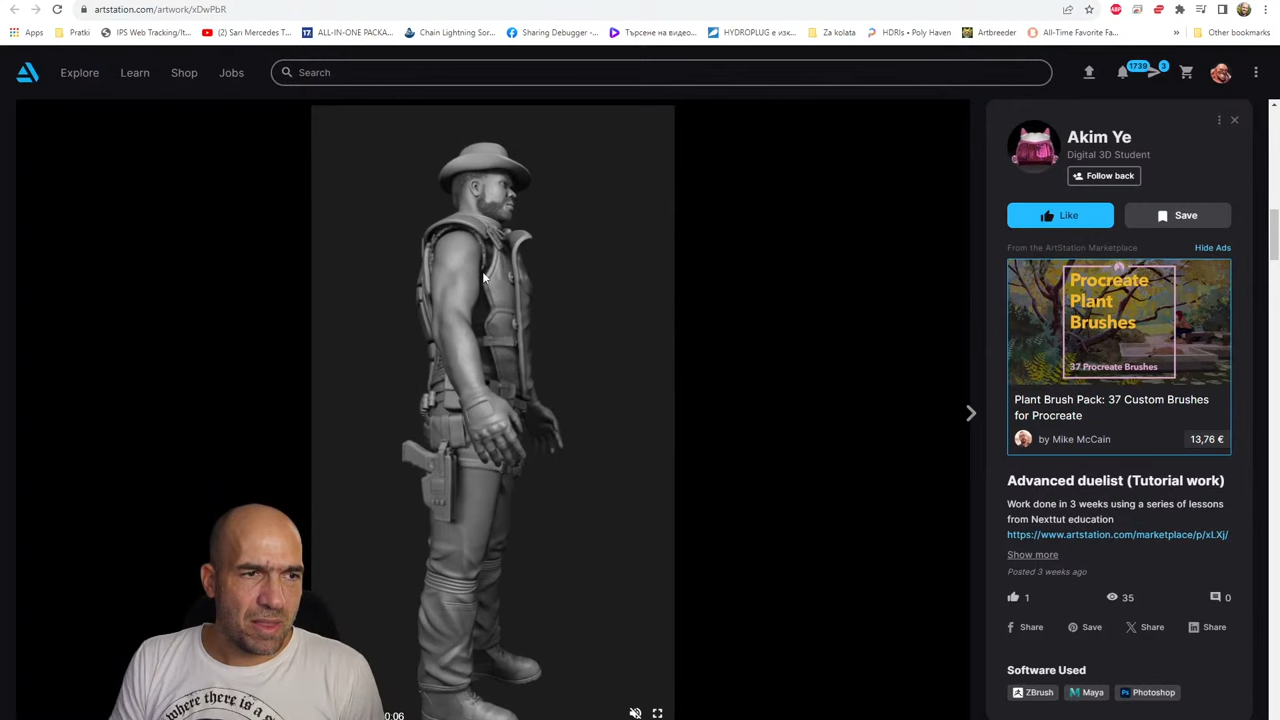 artstation.com/artwork/xDwPbR
Apps
Pratki
IPS Web Tracking/It...
(2) Sarı Mercedes T...
ALL-IN-ONE PACKA...
Chain Lightning Sor...
Sharing Debugger -...
Търсене на видео...
HYDROPLUG е изк...
Za kolata
HDRIs • Poly Haven
Artbreeder
All-Time Favorite Fa...
»
Other bookmarks
Explore
Learn
Shop
Jobs
Search
1739
3
Akim Ye
Digital 3D Student
Follow back
Like
Save
From the ArtStation Marketplace
Hide Ads
Procreate
Plant
Brushes
37 Procreate Brushes
Plant Brush Pack: 37 Custom Brushes
for Procreate
by Mike McCain
13,76 €
Advanced duelist (Tutorial work)
Work done in 3 weeks using a series of lessons
from Nexttut education
https://www.artstation.com/marketplace/p/xLXj/
Show more
Posted 3 weeks ago
1
35
0
Share
Save
Share
Share
Software Used
ZBrush
Maya
Photoshop
0:06
where there is a